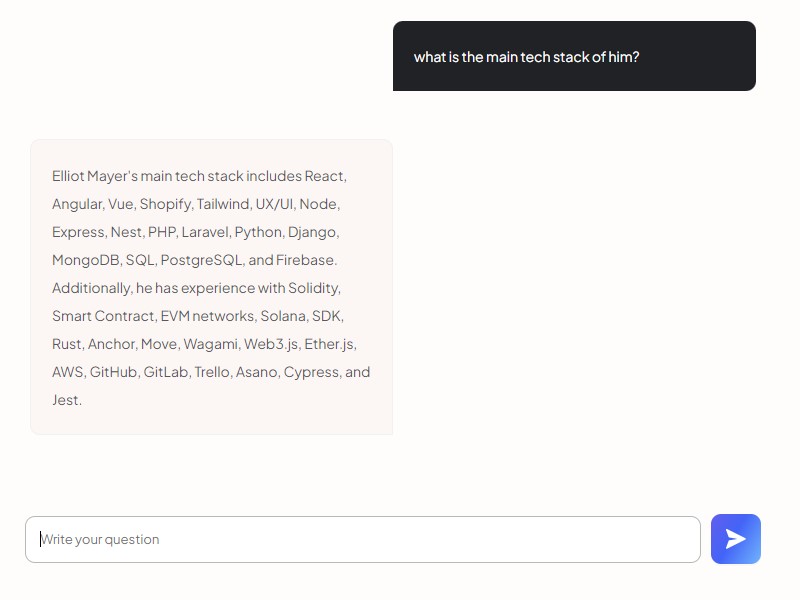 what is the main tech stack of him?
Elliot Mayer's main tech stack includes React,
Angular, Vue, Shopify, Tailwind, UX/UI, Node,
Express, Nest, PHP, Laravel, Python, Django,
MongoDB, SQL, PostgreSQL, and Firebase.
Additionally, he has experience with Solidity,
Smart Contract, EVM networks, Solana, SDK,
Rust, Anchor, Move, Wagami, Web3.js, Ether.js,
AWS, GitHub, GitLab, Trello, Asano, Cypress, and
Jest.
Write your question